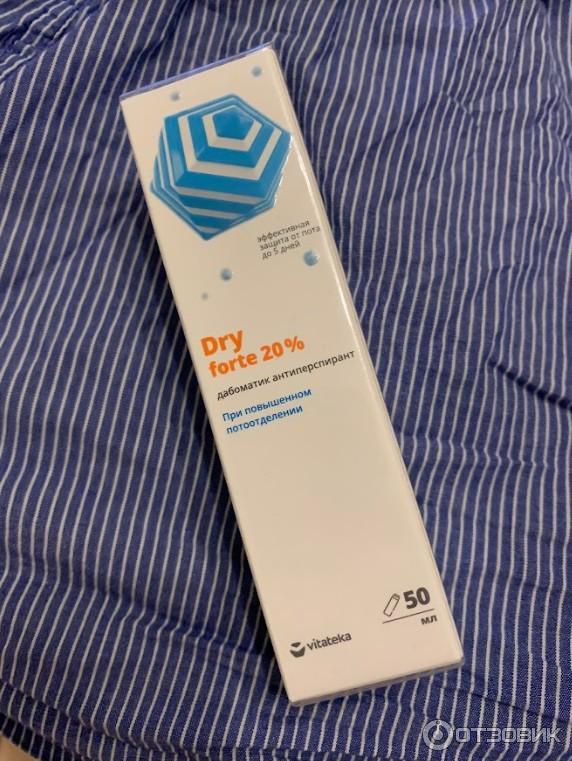 эффективная
защита от пота
до 5 дней
Dry
forte 20%
дабоматик антиперспирант
При повышенном
потоотделении
50
мл
vitateka
ОТЗОВИК